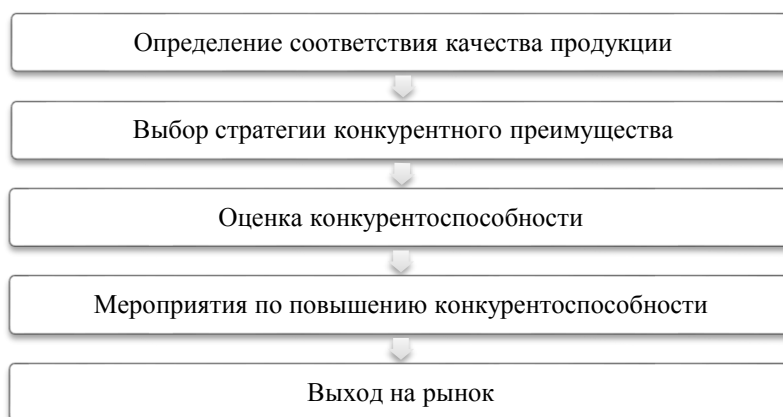 Определение соответствия качества продукции
Выбор стратегии конкурентного преимущества
Оценка конкурентоспособности
Мероприятия по повышению конкурентоспособности
Выход на рынок